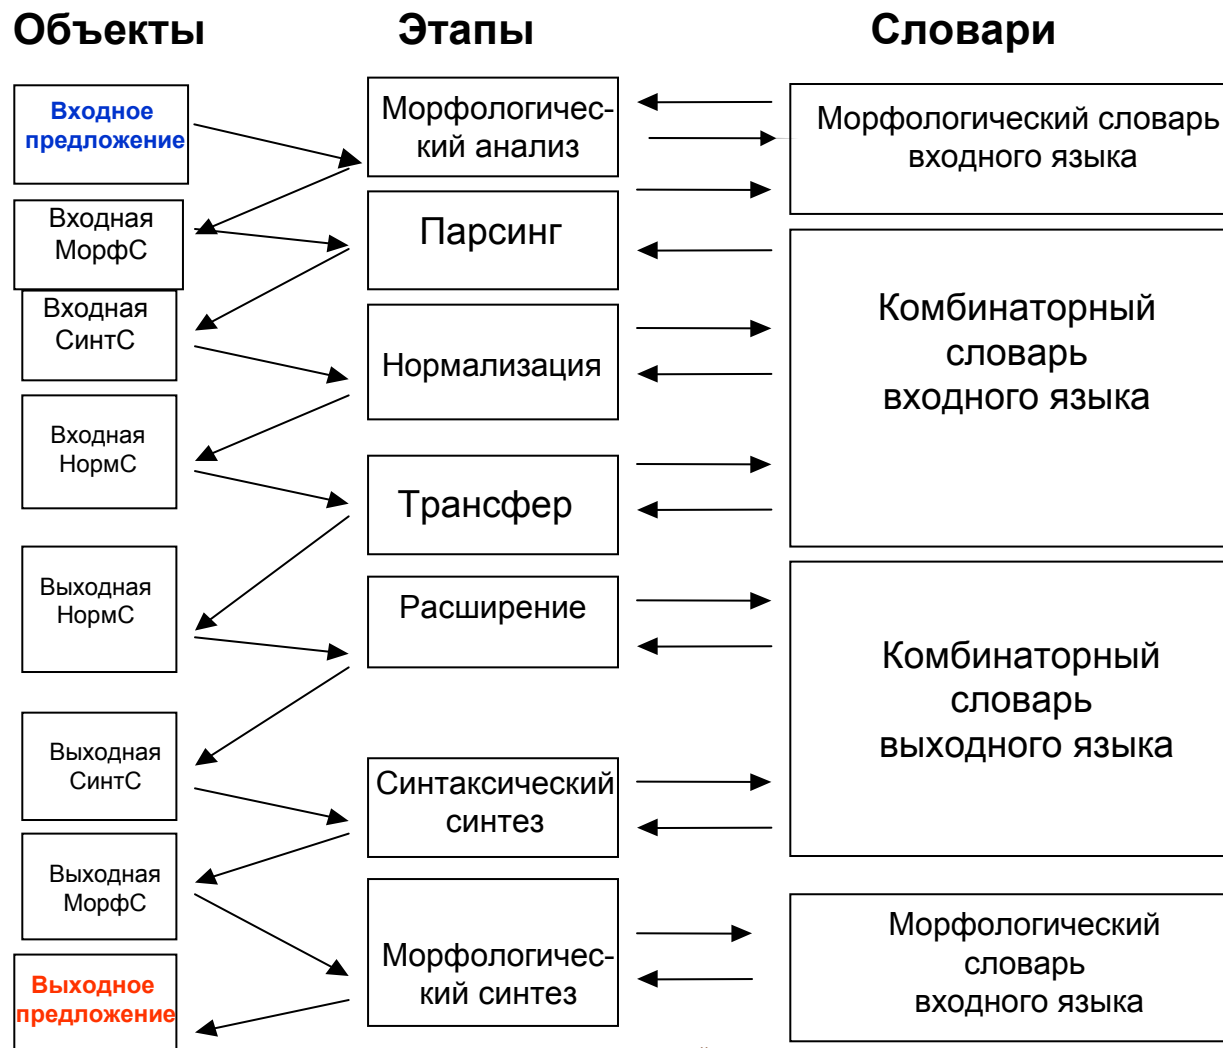 Объекты
Этапы
Словари
Входное
предложение
Морфологичес-
кий анализ
Морфологический словарь
входного языка
Входная
МорфС
Парсинг
Комбинаторный
словарь
входного языка
Входная
СинтС
Нормализация
Входная
НормС
Трансфер
Выходная
НормС
Расширение
Комбинаторный
словарь
выходного языка
Выходная
СинтС
Синтаксический
синтез
Выходная
МорфС
Морфологичес-
кий синтез
Морфологический
словарь
входного языка
Выходное
предложение